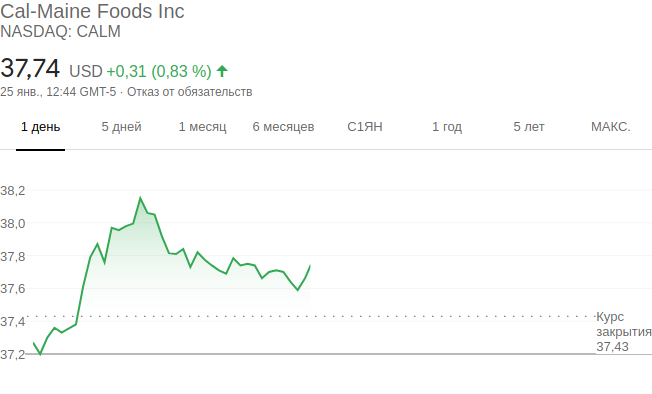 Cal-Maine Foods Inc
NASDAQ: CALM
37,74 USD +0,31 (0,83 %)
25 янв., 12:44 GMT-5 · Отказ от обязательств
1 день 5 дней 1 месяц 6 месяцев С1ЯН 1 год 5 лет МАКС.
38,2
38,0
37,8
37,6
37,4
37,2
Курс
закрытия
37,43